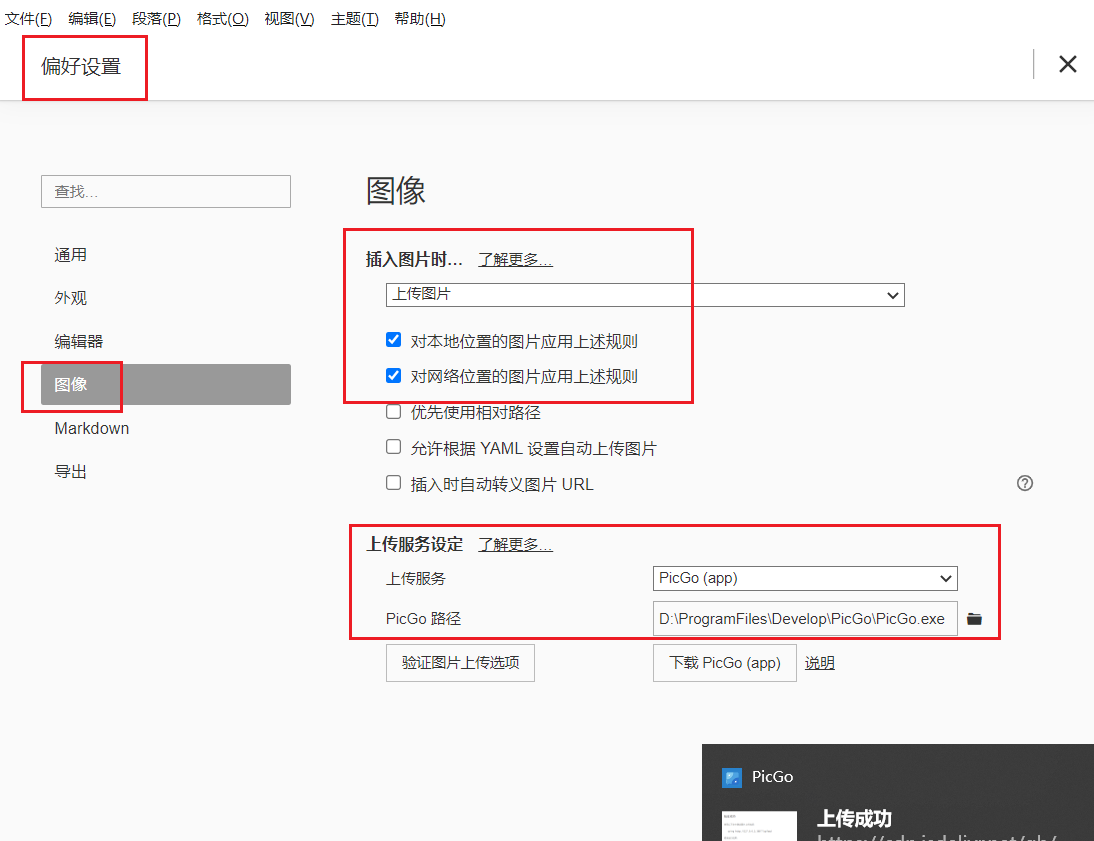 文件(F) 编辑(E) 段落(P) 格式(O) 视图(V) 主题(T) 帮助(H)
偏好设置
查找...
通用
外观
编辑器
图像
Markdown
导出
图像
插入图片时... 了解更多...
上传图片
对本地位置的图片应用上述规则
对网络位置的图片应用上述规则
优先使用相对路径
允许根据 YAML 设置自动上传图片
插入时自动转义图片 URL
上传服务设定 了解更多...
上传服务 PicGo (app)
PicGo 路径 D:\ProgramFiles\Develop\PicGo\PicGo.exe
验证图片上传选项 下载 PicGo (app) 说明
PicGo
上传成功